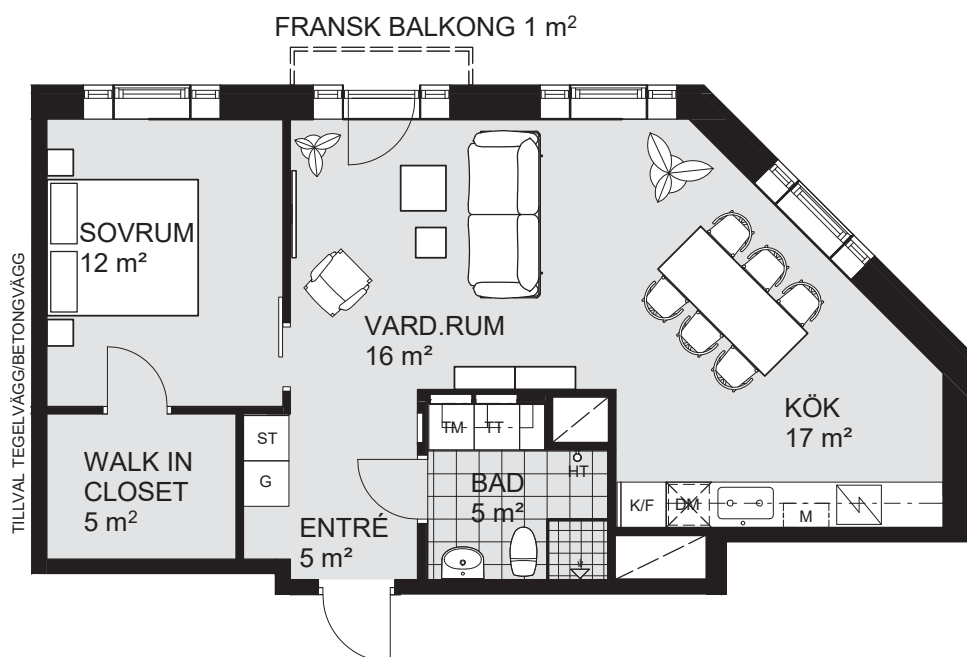 FRANSK BALKONG 1 m²
SOVRUM
12 m²
VARD.RUM
16 m²
KÖK
17 m²
TILLVAL TEGELVÄGG/BETONGVÄGG
WALK IN
CLOSET
5 m²
ST
G
ENTRÉ
5 m²
TM
TT
HT
BAD
5 m²
K/F
DM
M